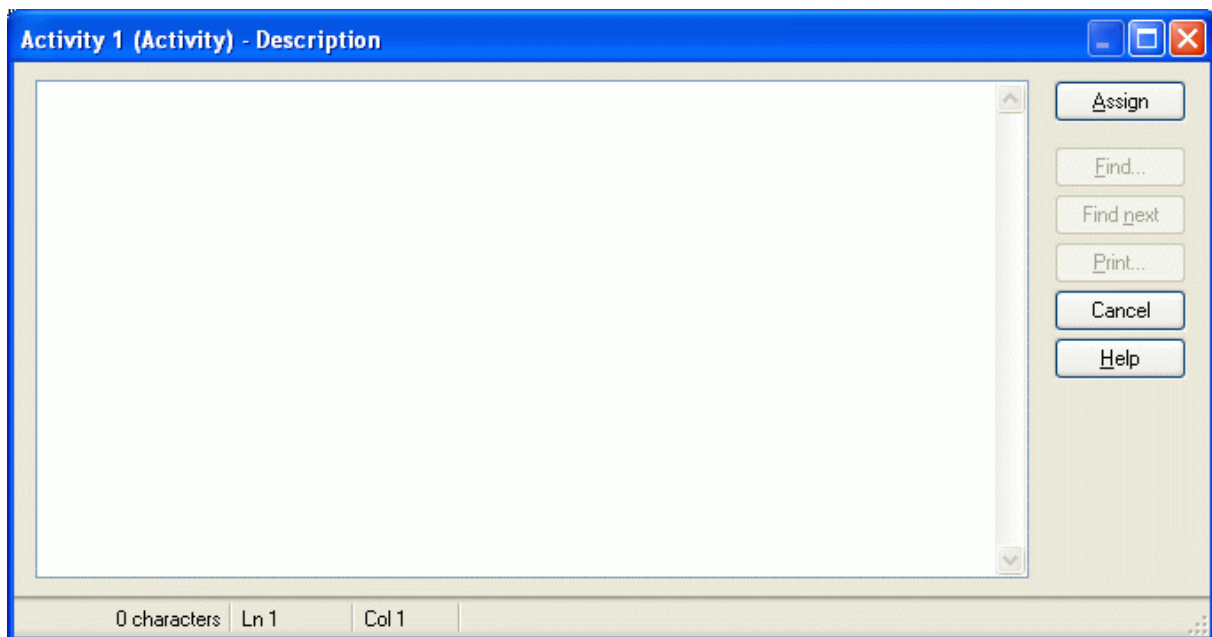 Activity 1 (Activity) - Description
Assign
Find...
Find next
Print...
Cancel
Help
0 characters Ln 1 Col 1